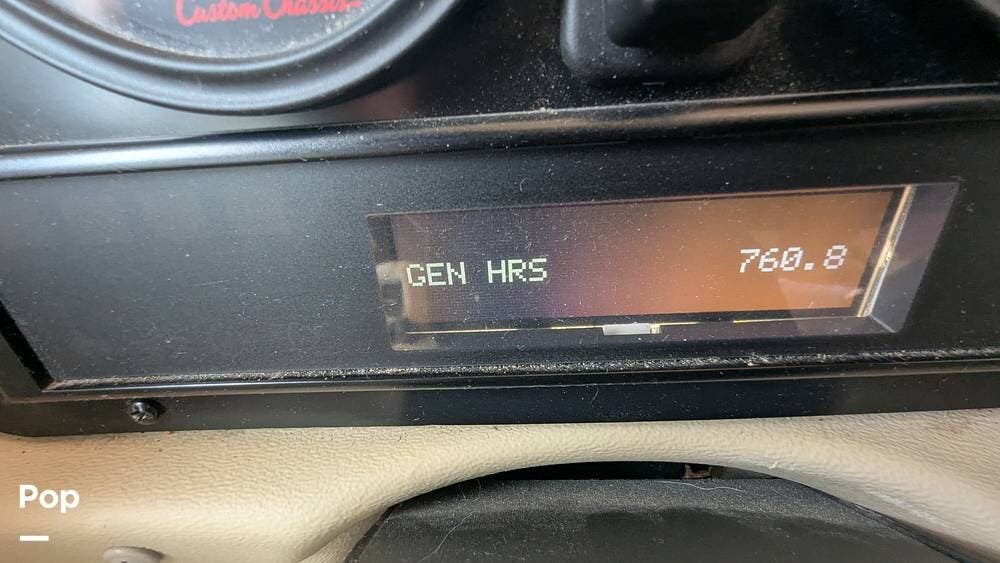 Custom Chassis
GEN HRS 760.8
Pop